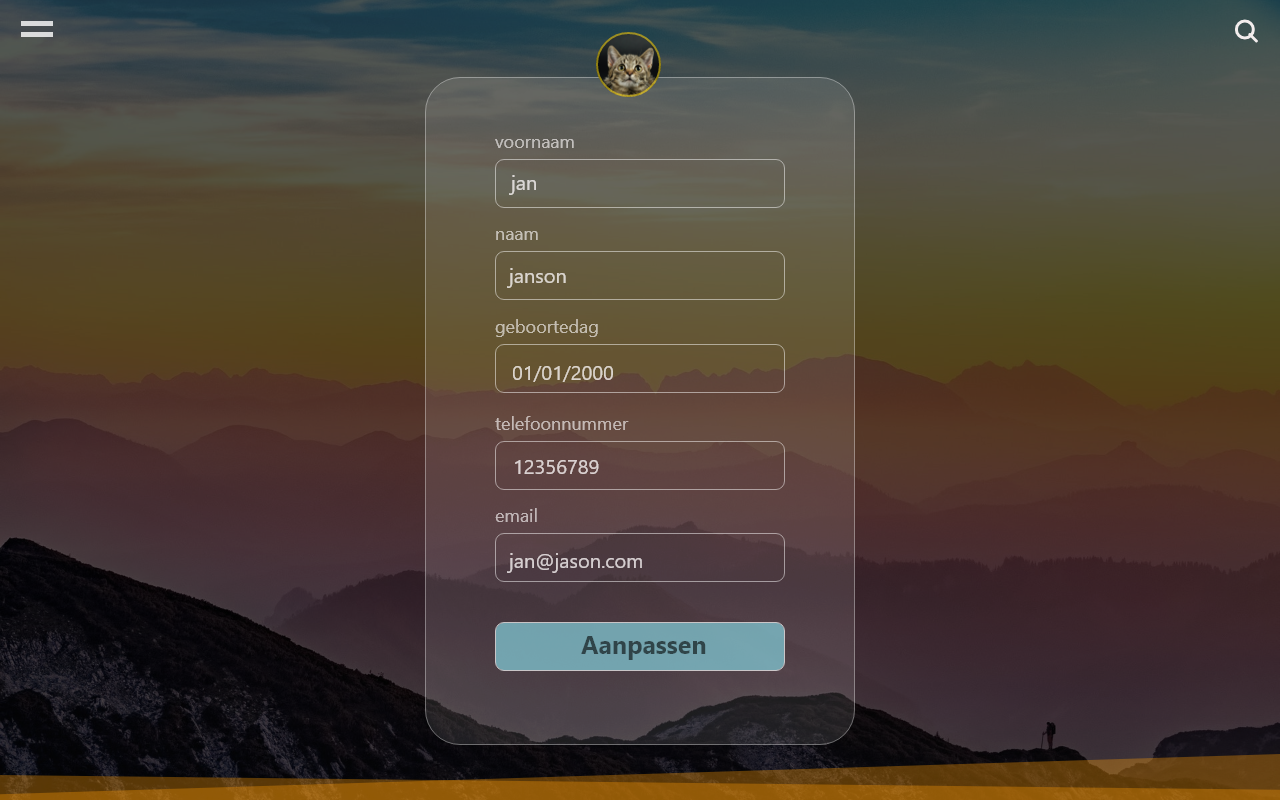 voornaam
jan
naam
janson
geboortedag
01/01/2000
telefoonnummer
12356789
email
jan@jason.com
Aanpassen